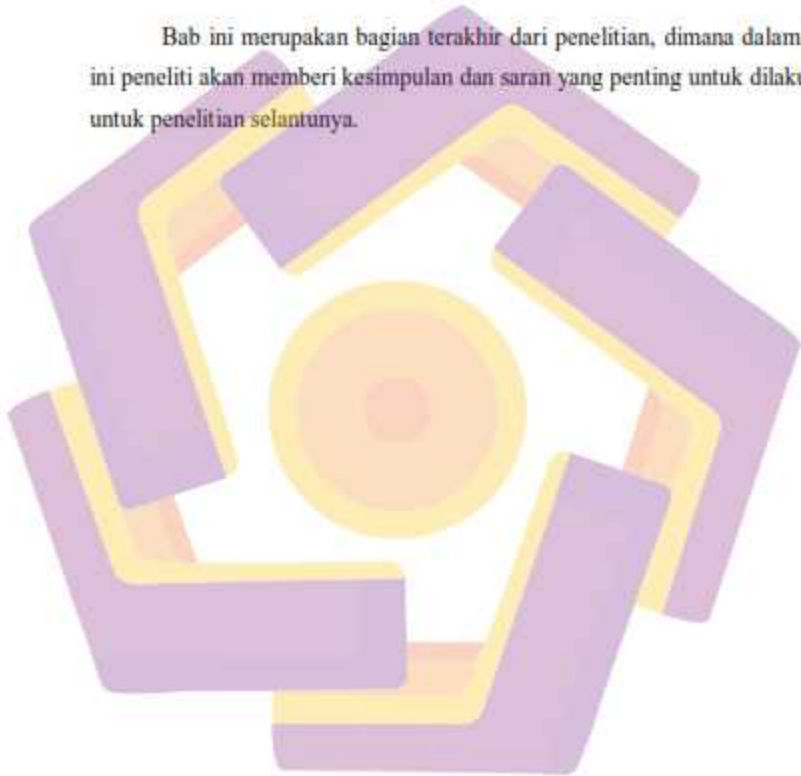 Bab ini merupakan bagian terakhir dari penelitian, dimana dalam
ini peneliti akan memberi kesimpulan dan saran yang penting untuk
untuk penelitian selantunya.